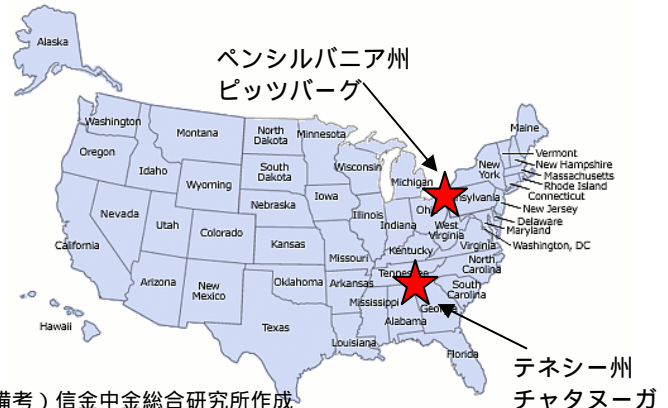 Alaska
ペンシルバニア州
ピッツバーグ
Washington
Montana
North
Dakota
Minnesota
Maine
Oregon
Idaho
Wyoming
South
Dakota
Wisconsin
Michigan
New
York
Vermont
New Hampshire
Massachusetts
Rhode Island
Connecticut
New Jersey
Delaware
Maryland
Washington, DC
Nebraska
Iowa
Nevada
Utah
Colorado
Illinois
Indiana
Oh
nsylvania
West
Virginia
Virginia
California
Kansas
Missouri
Kentucky
North
Carolina
Arizona
New
Mexico
Oklahoma
Arkansas
Tennessee
South
Carolina
Mississippi
Alabama
Georgia
Texas
Louisiana
Florida
Hawaii
テネシー州
チャタヌーガ
備考）信金中金総合研究所作成